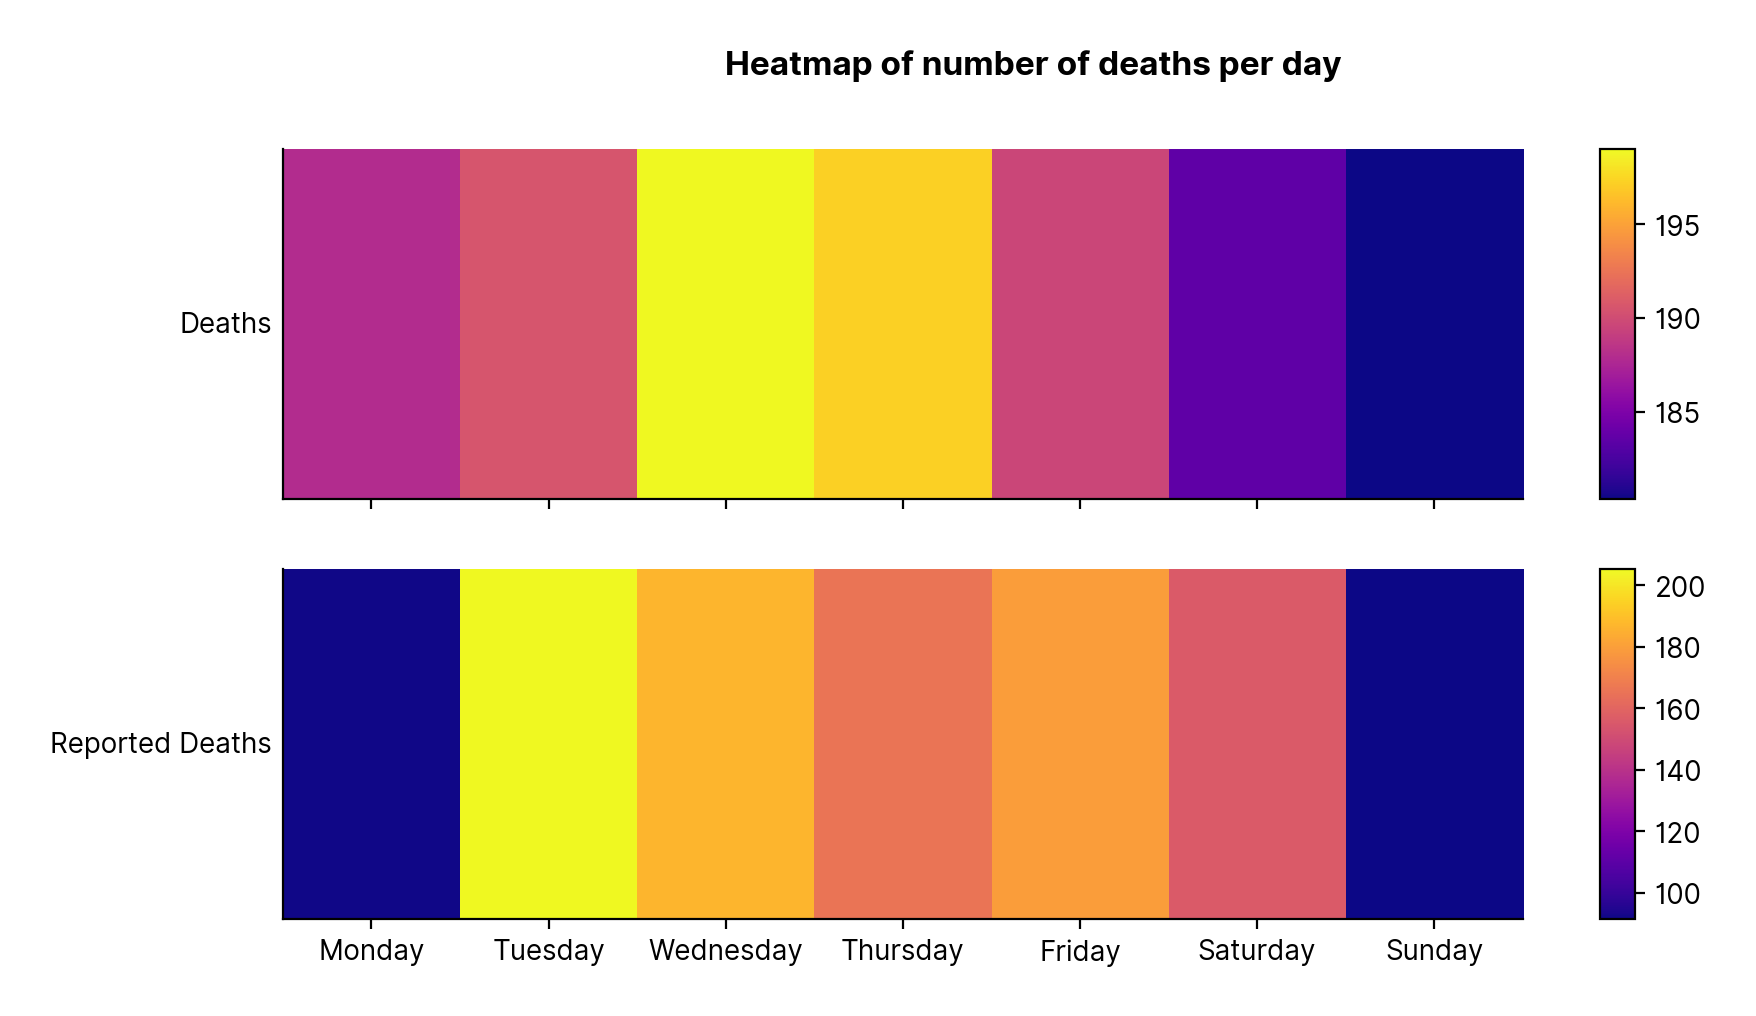 Heatmap of number of deaths per day
Deaths
195
190
185
Reported Deaths
200
180
160
140
120
100
Monday Tuesday Wednesday Thursday Friday Saturday Sunday